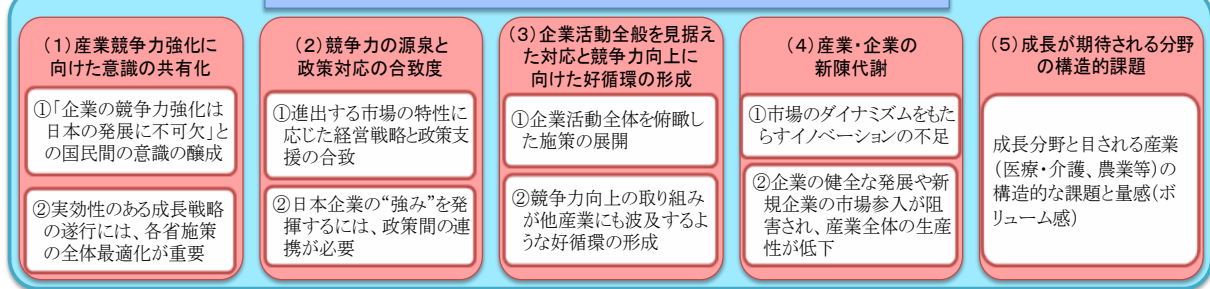 (1)産業競争力強化に
向けた意識の共有化
①「企業の競争力強化は
日本の発展に不可欠」と
の国民間の意識の醸成
②実効性のある成長戦略
の遂行には、各省施策
の全体最適化が重要
(2)競争力の源泉と
政策対応の合致度
①進出する市場の特性に
応じた経営戦略と政策支
援の合致
②日本企業の“強み”を発
揮するには、政策間の連
携が必要
(3)企業活動全般を見据え
た対応と競争力向上に
向けた好循環の形成
①企業活動全体を俯瞰し
た施策の展開
②競争力向上の取り組み
が他産業にも波及するよ
うな好循環の形成
(4)産業・企業の
新陳代謝
①市場のダイナミズムをもた
らすイノベーションの不足
②企業の健全な発展や新
規企業の市場参入が阻
害され、産業全体の生産
性が低下
(5)成長が期待される分野
の構造的課題
成長分野と目される産業
(医療・介護、農業等)の
構造的な課題と量感(ボ
リューム感)